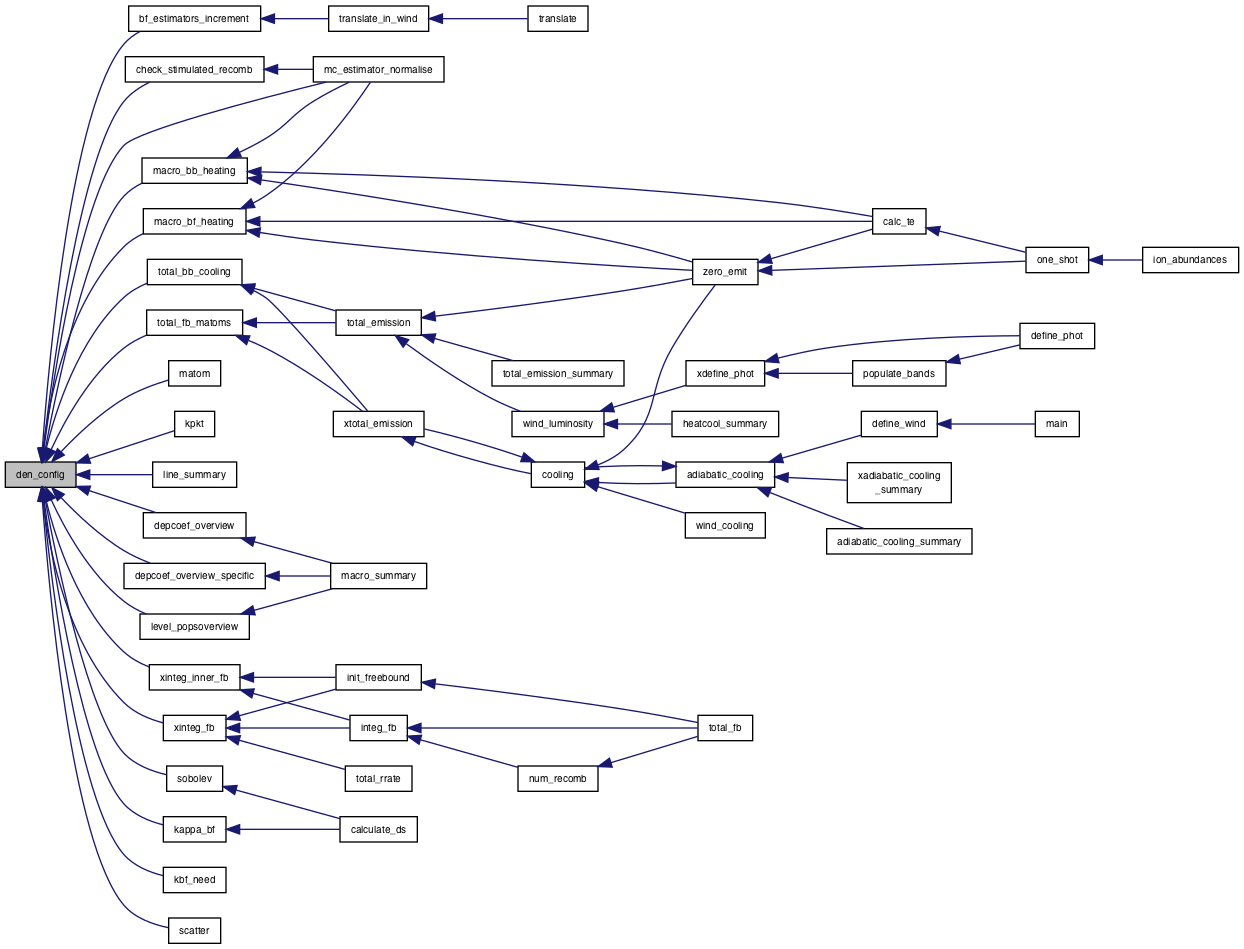 bf_estimators_increment
translate_in_wind
translate
check_stimulated_recomb
mc_estimator_normalise
macro_bb_heating
macro_bf_heating
calc_te
one_shot
ion_abundances
total_bb_cooling
zero_emit
total_fb_matoms
total_emission
define_phot
matom
total_emission_summary
xdefine_phot
populate_bands
kpkt
xtotal_emission
wind_luminosity
heatcool_summary
define_wind
main
den_config
line_summary
cooling
adiabatic_cooling
xadiabatic_cooling
_summary
depcoef_overview
wind_cooling
adiabatic_cooling_summary
depcoef_overview_specific
macro_summary
level_popsoverview
xinteg_inner_fb
init_freebound
xinteg_fb
integ_fb
total_fb
sobolev
total_rrate
num_recomb
kappa_bf
calculate_ds
kbf_need
scatter